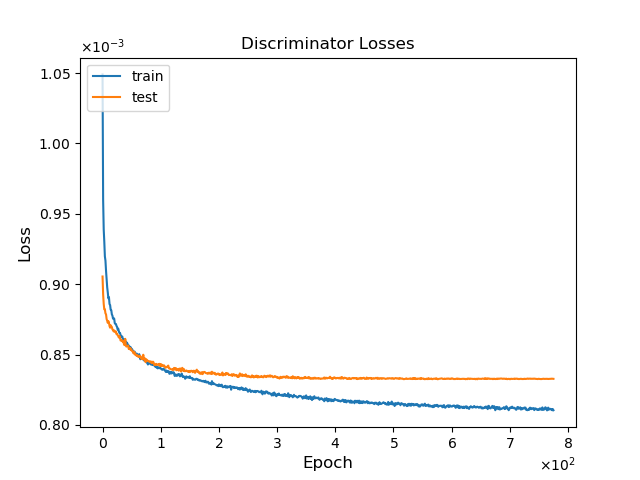 Discriminator Losses
×10⁻³
train
test
1.05
1.00
0.95
0.90
0.85
0.80
Loss
0 1 2 3 4 5 6 7 8
Epoch
×10²